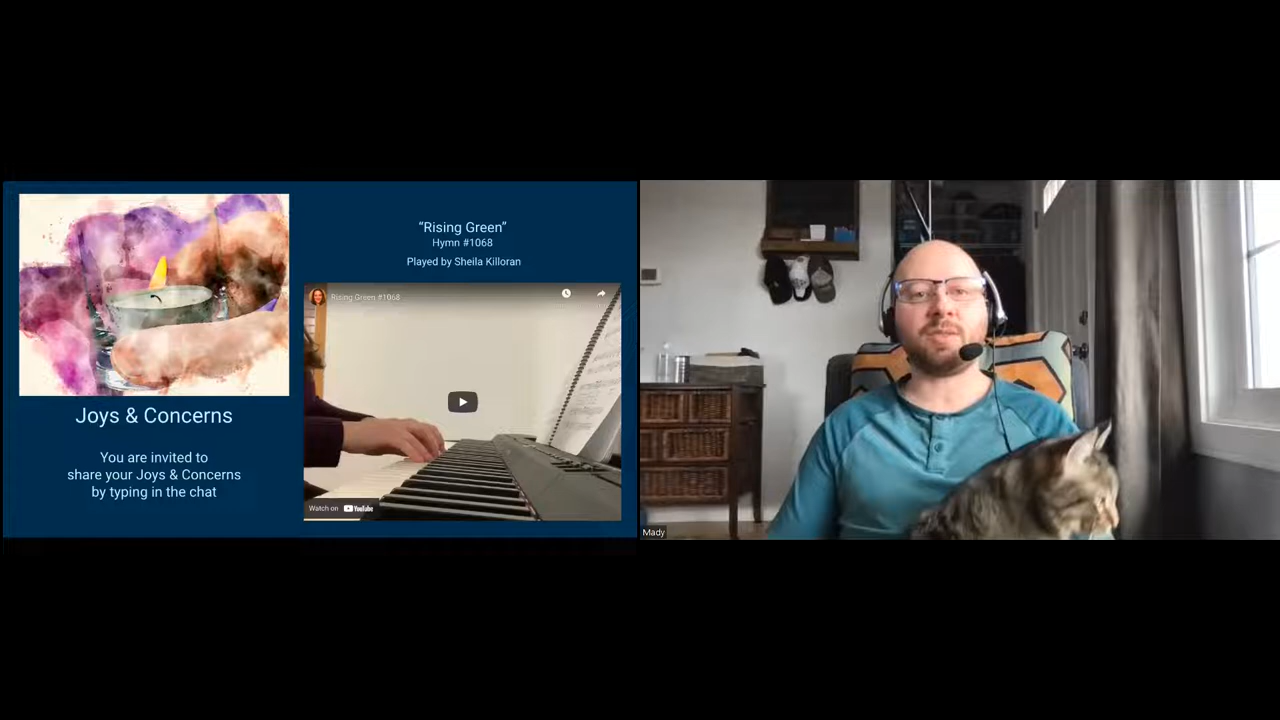 Joys & Concerns
You are invited to
share your Joys & Concerns
by typing in the chat
“Rising Green”
Hymn #1068
Played by Sheila Killoran
Rising Green #1068
Watch on YouTube
Mady